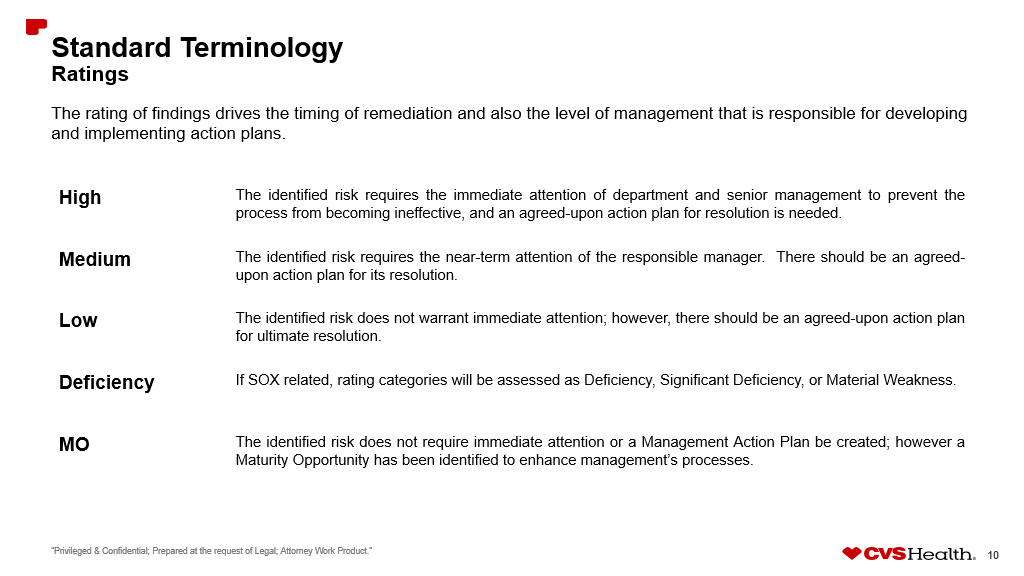 Standard Terminology
Ratings
The rating of findings drives the timing of remediation and also the level of management that is responsible for developing
and implementing action plans.
High
The identified risk requires the immediate attention of department and senior management to prevent the
process from becoming ineffective, and an agreed-upon action plan for resolution is needed.
Medium
The identified risk requires the near-term attention of the responsible manager.  There should be an agreed-
upon action plan for its resolution.
Low
The identified risk does not warrant immediate attention; however, there should be an agreed-upon action plan
for ultimate resolution.
Deficiency
If SOX related, rating categories will be assessed as Deficiency, Significant Deficiency, or Material Weakness.
MO
The identified risk does not require immediate attention or a Management Action Plan be created; however a
Maturity Opportunity has been identified to enhance management’s processes.
“Privileged & Confidential; Prepared at the request of Legal; Attorney Work Product.”
CVSHealth.
10